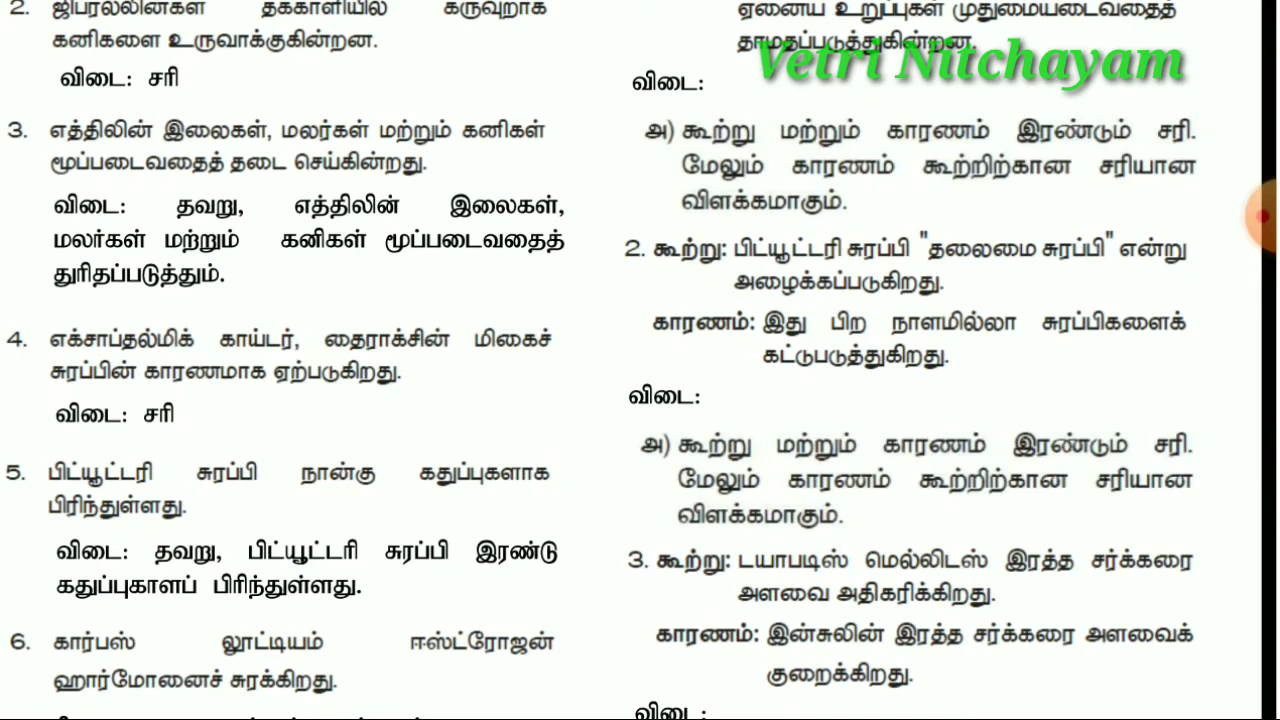 2. ஜிப்ரல்லின்கள் தக்காளியில் கருவுறாக்
கனிகளை உருவாக்குகின்றன.
விடை: சரி
3. எத்திலின் இலைகள், மலர்கள் மற்றும் கனிகள்
மூப்படைவதைத் தடை செய்கின்றது.
விடை: தவறு, எத்திலின் இலைகள்,
மலர்கள் மற்றும் கனிகள் மூப்படைவதைத்
துரிதப்படுத்தும்.
4. எக்சாப்தல்மிக் காய்டர், தைராக்சின் மிகைச்
சுரப்பின் காரணமாக ஏற்படுகிறது.
விடை: சரி
5. பிட்யூட்டரி சுரப்பி நான்கு கதுப்புகளாக
பிரிந்துள்ளது.
விடை: தவறு, பிட்யூட்டரி சுரப்பி இரண்டு
கதுப்புகாளப் பிரிந்துள்ளது.
6. கார்பஸ் லூட்டியம் ஈஸ்ட்ரோஜன்
ஹார்மோனைச் சுரக்கிறது.
ஏனைய உறுப்புகள் முதுமையடைவதைத்
தாமதப்படுத்துகின்றன.
Vetri Nitchayam
விடை:
அ) கூற்று மற்றும் காரணம் இரண்டும் சரி.
மேலும் காரணம் கூற்றிற்கான சரியான
விளக்கமாகும்.
2. கூற்று: பிட்யூட்டரி சுரப்பி "தலைமை சுரப்பி" என்று
அழைக்கப்படுகிறது.
காரணம்: இது பிற நாளமில்லா சுரப்பிகளைக்
கட்டுபடுத்துகிறது.
விடை:
அ) கூற்று மற்றும் காரணம் இரண்டும் சரி.
மேலும் காரணம் கூற்றிற்கான சரியான
விளக்கமாகும்.
3. கூற்று: டயாபடிஸ் மெல்லிடஸ் இரத்த சர்க்கரை
அளவை அதிகரிக்கிறது.
காரணம்: இன்சுலின் இரத்த சர்க்கரை அளவைக்
குறைக்கிறது.
விடை: